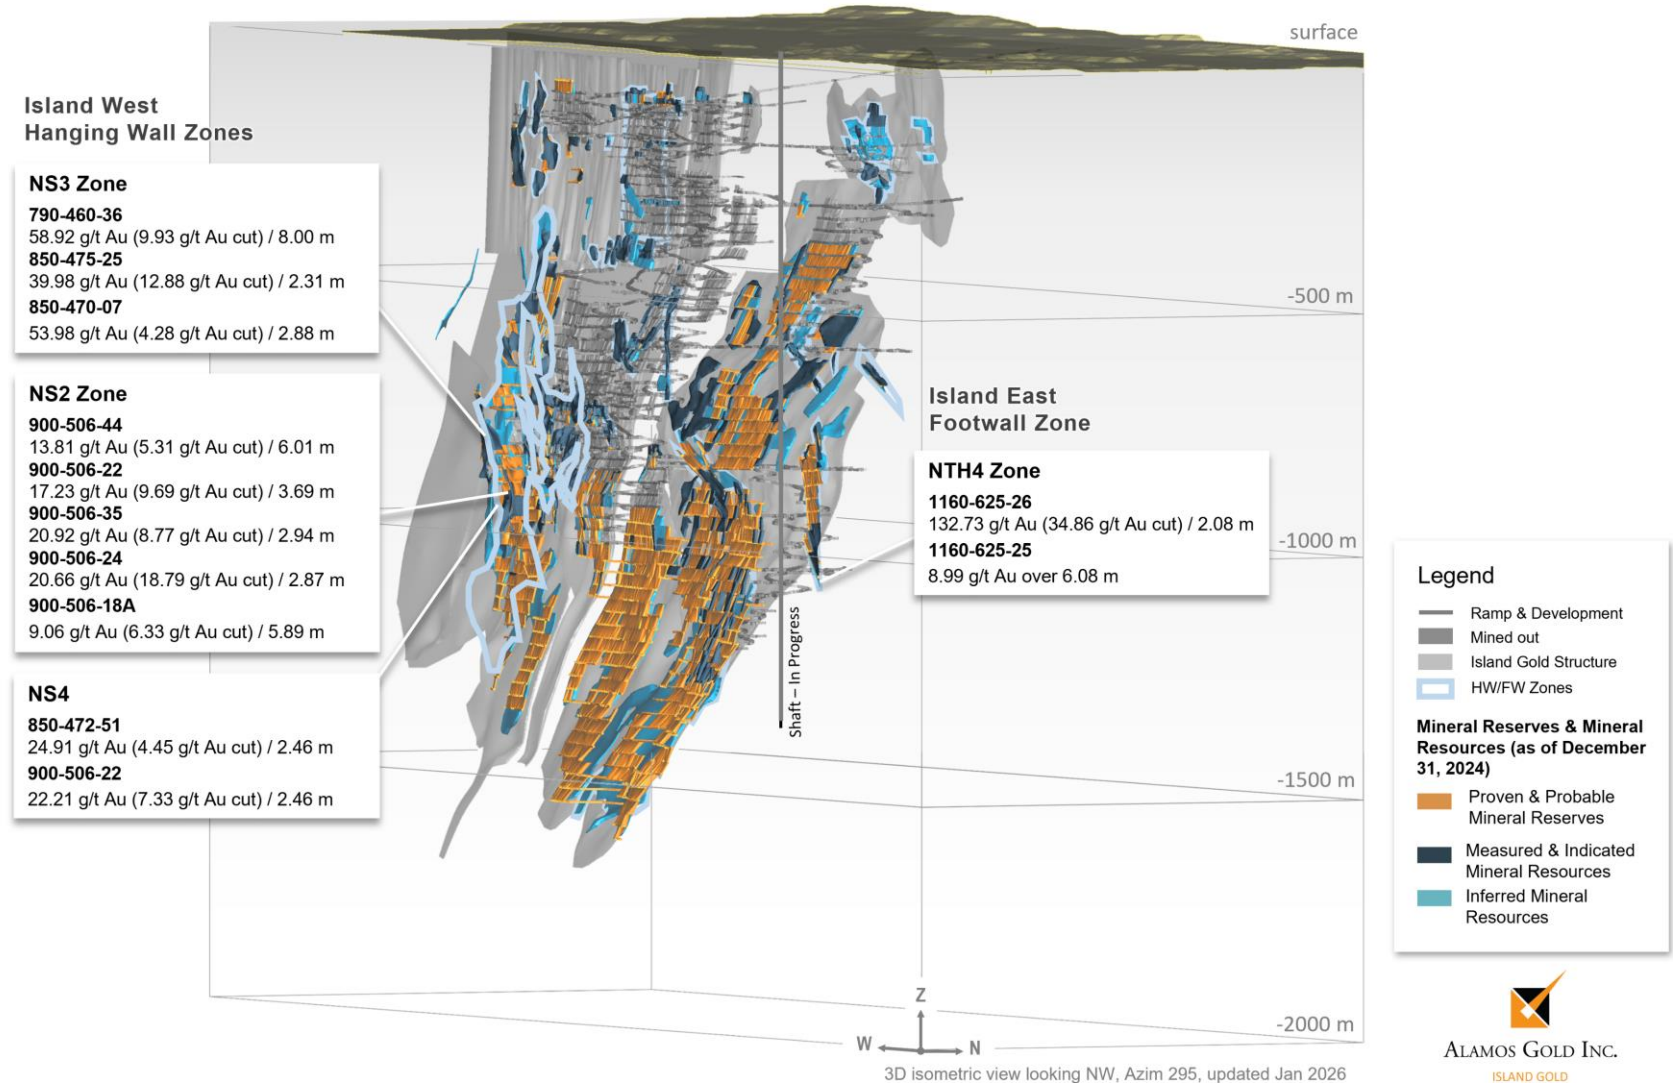 surface
Island West
Hanging Wall Zones
NS3 Zone
790-460-36
58.92 g/t Au (9.93 g/t Au cut) / 8.00 m
850-475-25
39.98 g/t Au (12.88 g/t Au cut) / 2.31 m
850-470-07
53.98 g/t Au (4.28 g/t Au cut) / 2.88 m
NS2 Zone
900-506-44
13.81 g/t Au (5.31 g/t Au cut) / 6.01 m
900-506-22
17.23 g/t Au (9.69 g/t Au cut) / 3.69 m
900-506-35
20.92 g/t Au (8.77 g/t Au cut) / 2.94 m
900-506-24
20.66 g/t Au (18.79 g/t Au cut) / 2.87 m
900-506-18A
9.06 g/t Au (6.33 g/t Au cut) / 5.89 m
NS4
850-472-51
24.91 g/t Au (4.45 g/t Au cut) / 2.46 m
900-506-22
22.21 g/t Au (7.33 g/t Au cut) / 2.46 m
Shaft – In Progress
Island East
Footwall Zone
NTH4 Zone
1160-625-26
132.73 g/t Au (34.86 g/t Au cut) / 2.08 m
1160-625-25
8.99 g/t Au over 6.08 m
-500 m
-1000 m
-1500 m
-2000 m
Legend
Ramp & Development
Mined out
Island Gold Structure
HW/FW Zones
Mineral Reserves & Mineral
Resources (as of December
31, 2024)
Proven & Probable
Mineral Reserves
Measured & Indicated
Mineral Resources
Inferred Mineral
Resources
Z
W
N
3D isometric view looking NW, Azim 295, updated Jan 2026
ALAMOS GOLD INC.
ISLAND GOLD